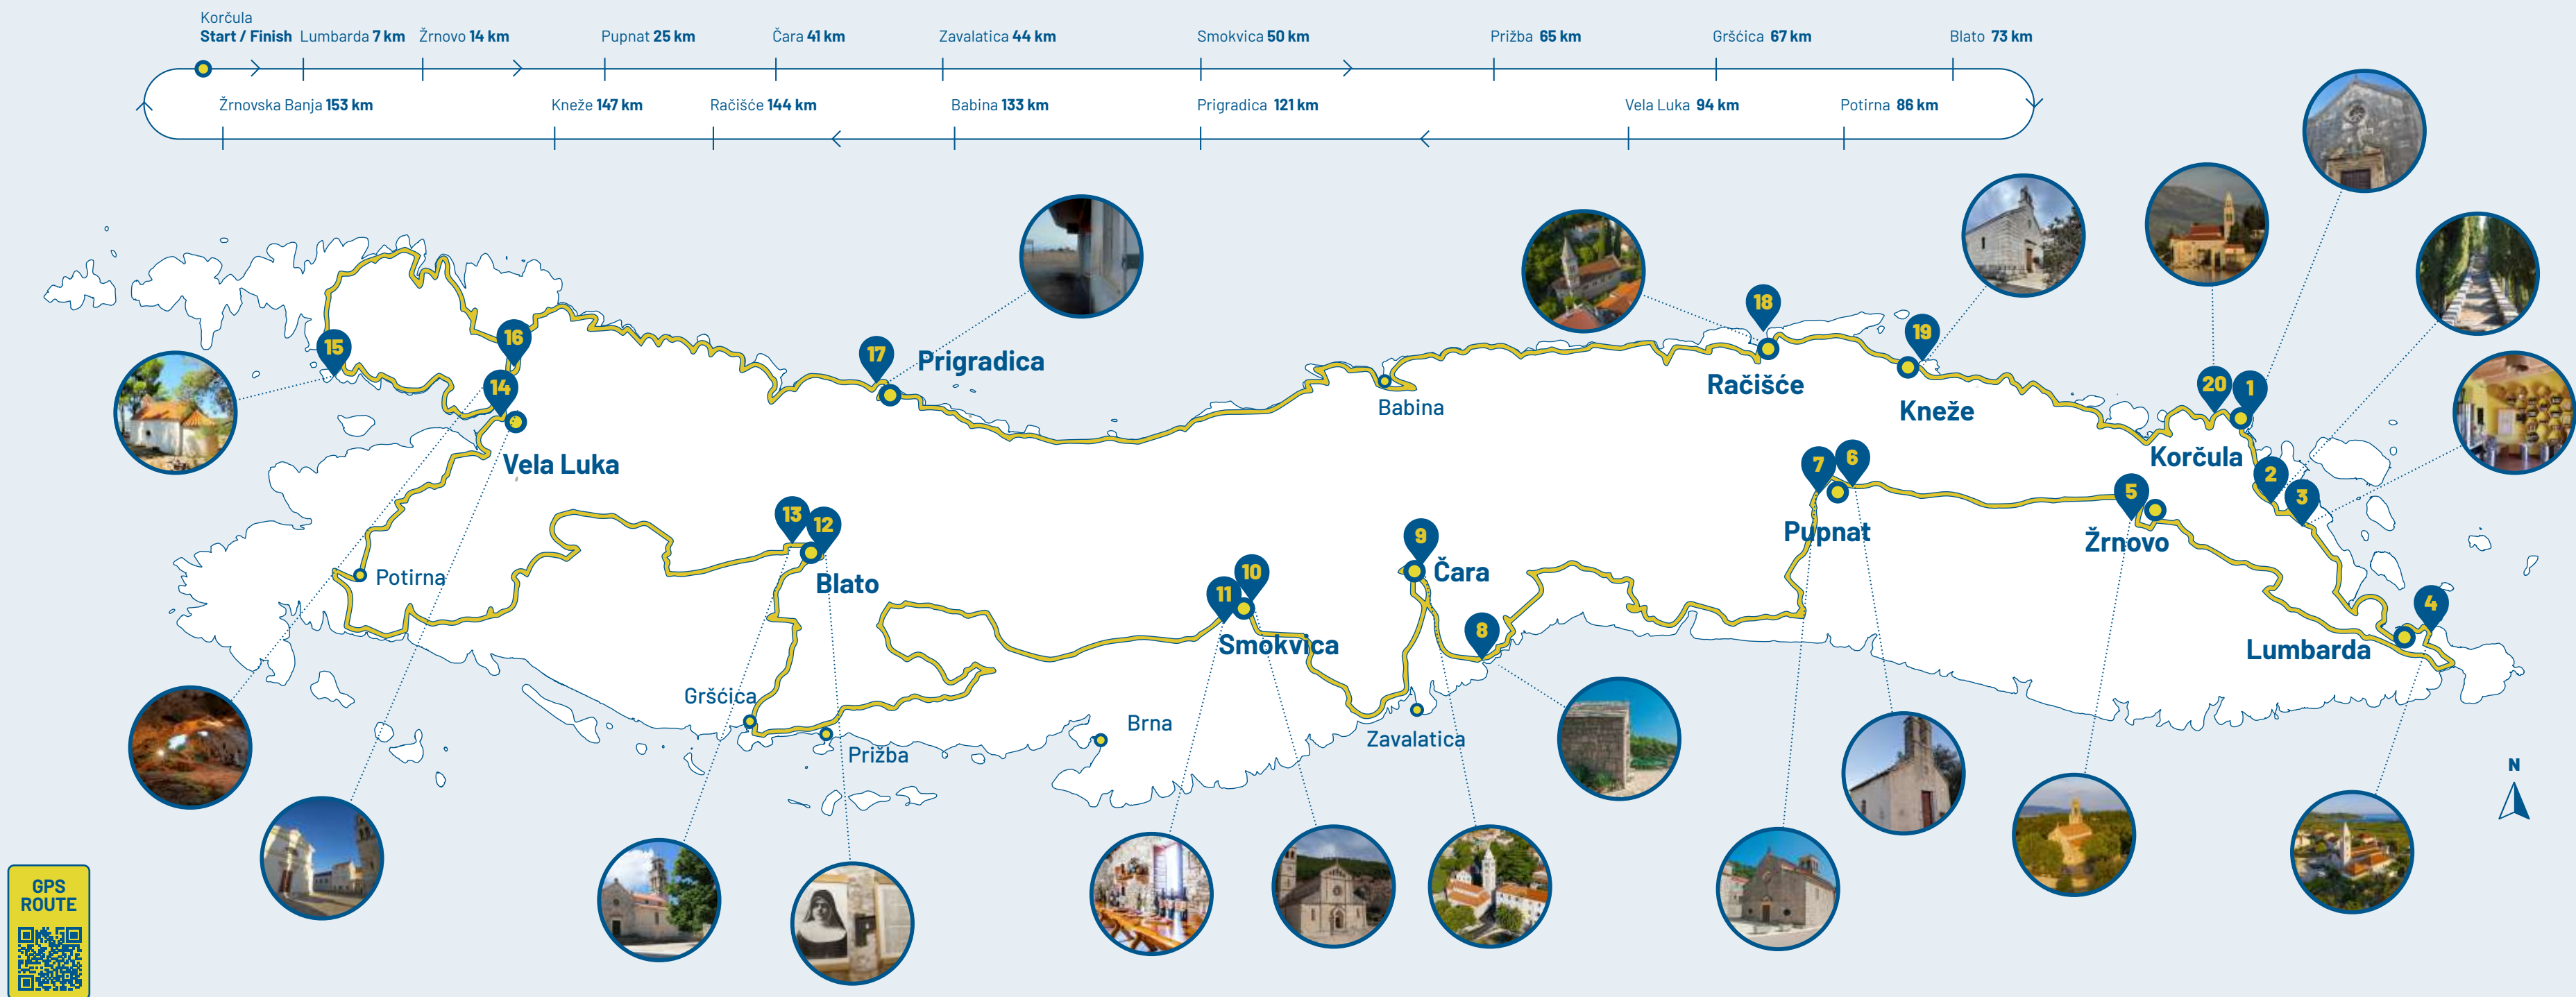 Korčula
Start / Finish
Lumbarda 7 km
Žrnovo 14 km
Pupnat 25 km
Čara 41 km
Zavalatica 44 km
Smokvica 50 km
Prižba 65 km
Gršćica 67 km
Blato 73 km
Žrnovska Banja 153 km
Kneže 147 km
Račišće 144 km
Babina 133 km
Prigradica 121 km
Vela Luka 94 km
Potirna 86 km
18
19
16
15
17
Prigradica
14
Račišće
Kneže
20
1
Babina
Vela Luka
Korčula
7
6
2
3
5
13
12
Pupnat
Žrnovo
9
Čara
Potirna
Blato
10
11
8
4
Smokvica
Lumbarda
Gršćica
Brna
Zavalatica
Prižba
N
GPS
ROUTE